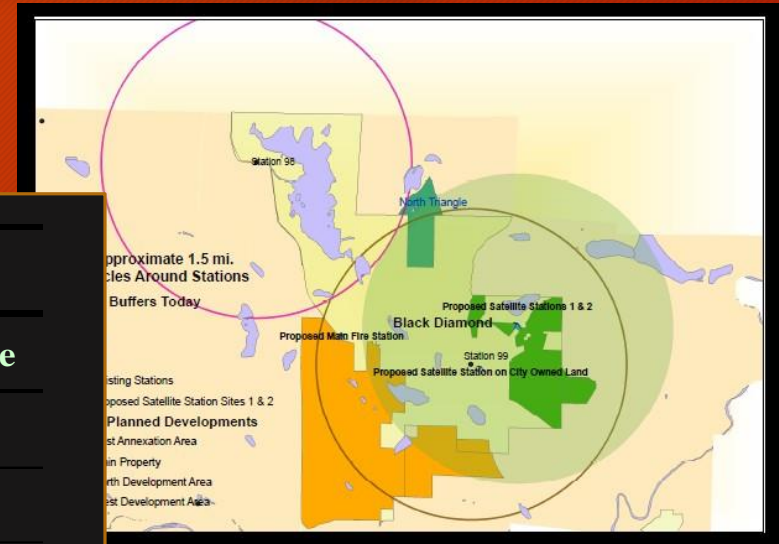 Station 98
North Triangle
pproximate 1.5 mi.
cles Around Stations
Buffers Today
Proposed Satellite Stations 1 & 2
Black Diamond
Proposed Main Fire Station
e
Station 99
Proposed Satellite Station on City Owned Land
isting Stations
oposed Satellite Station Sites 1 & 2
Planned Developments
st Annexation Area
in Property
rth Development Area
est Development Area